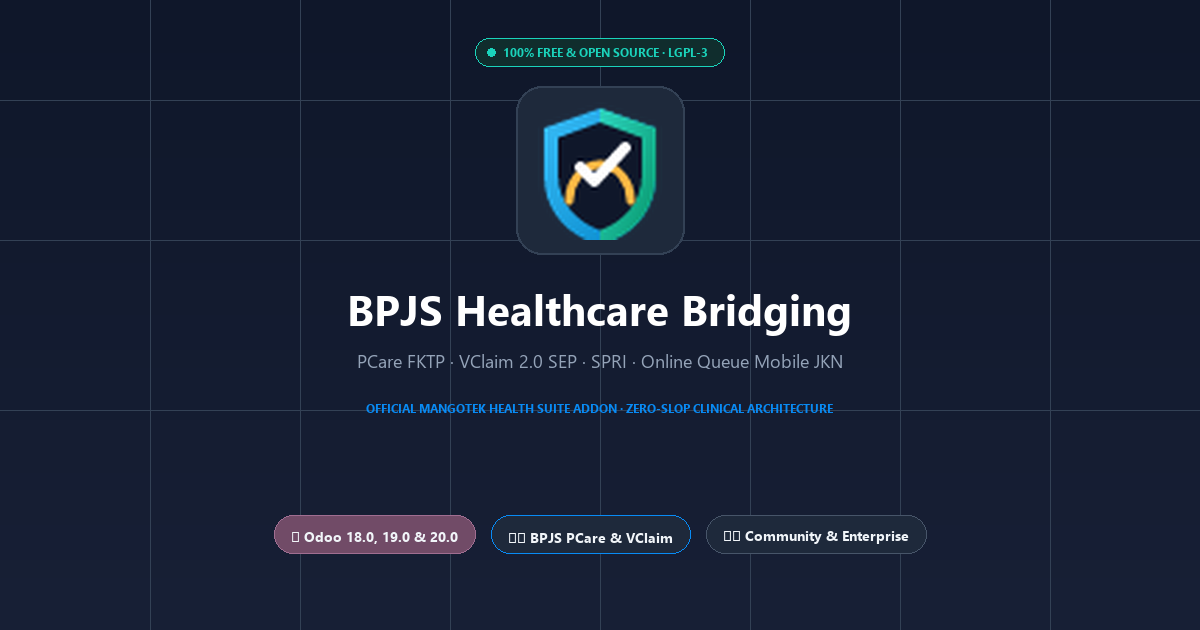 100% FREE & OPEN SOURCE · LGPL-3
BPJS Healthcare Bridging
PCare FKTP · VClaim 2.0 SEP · SPRI · Online Queue Mobile JKN
OFFICIAL MANGOTEK HEALTH SUITE ADDON · ZERO-SLOP CLINICAL ARCHITECTURE
Odoo 18.0, 19.0 & 20.0
BPJS PCare & VClaim
Community & Enterprise